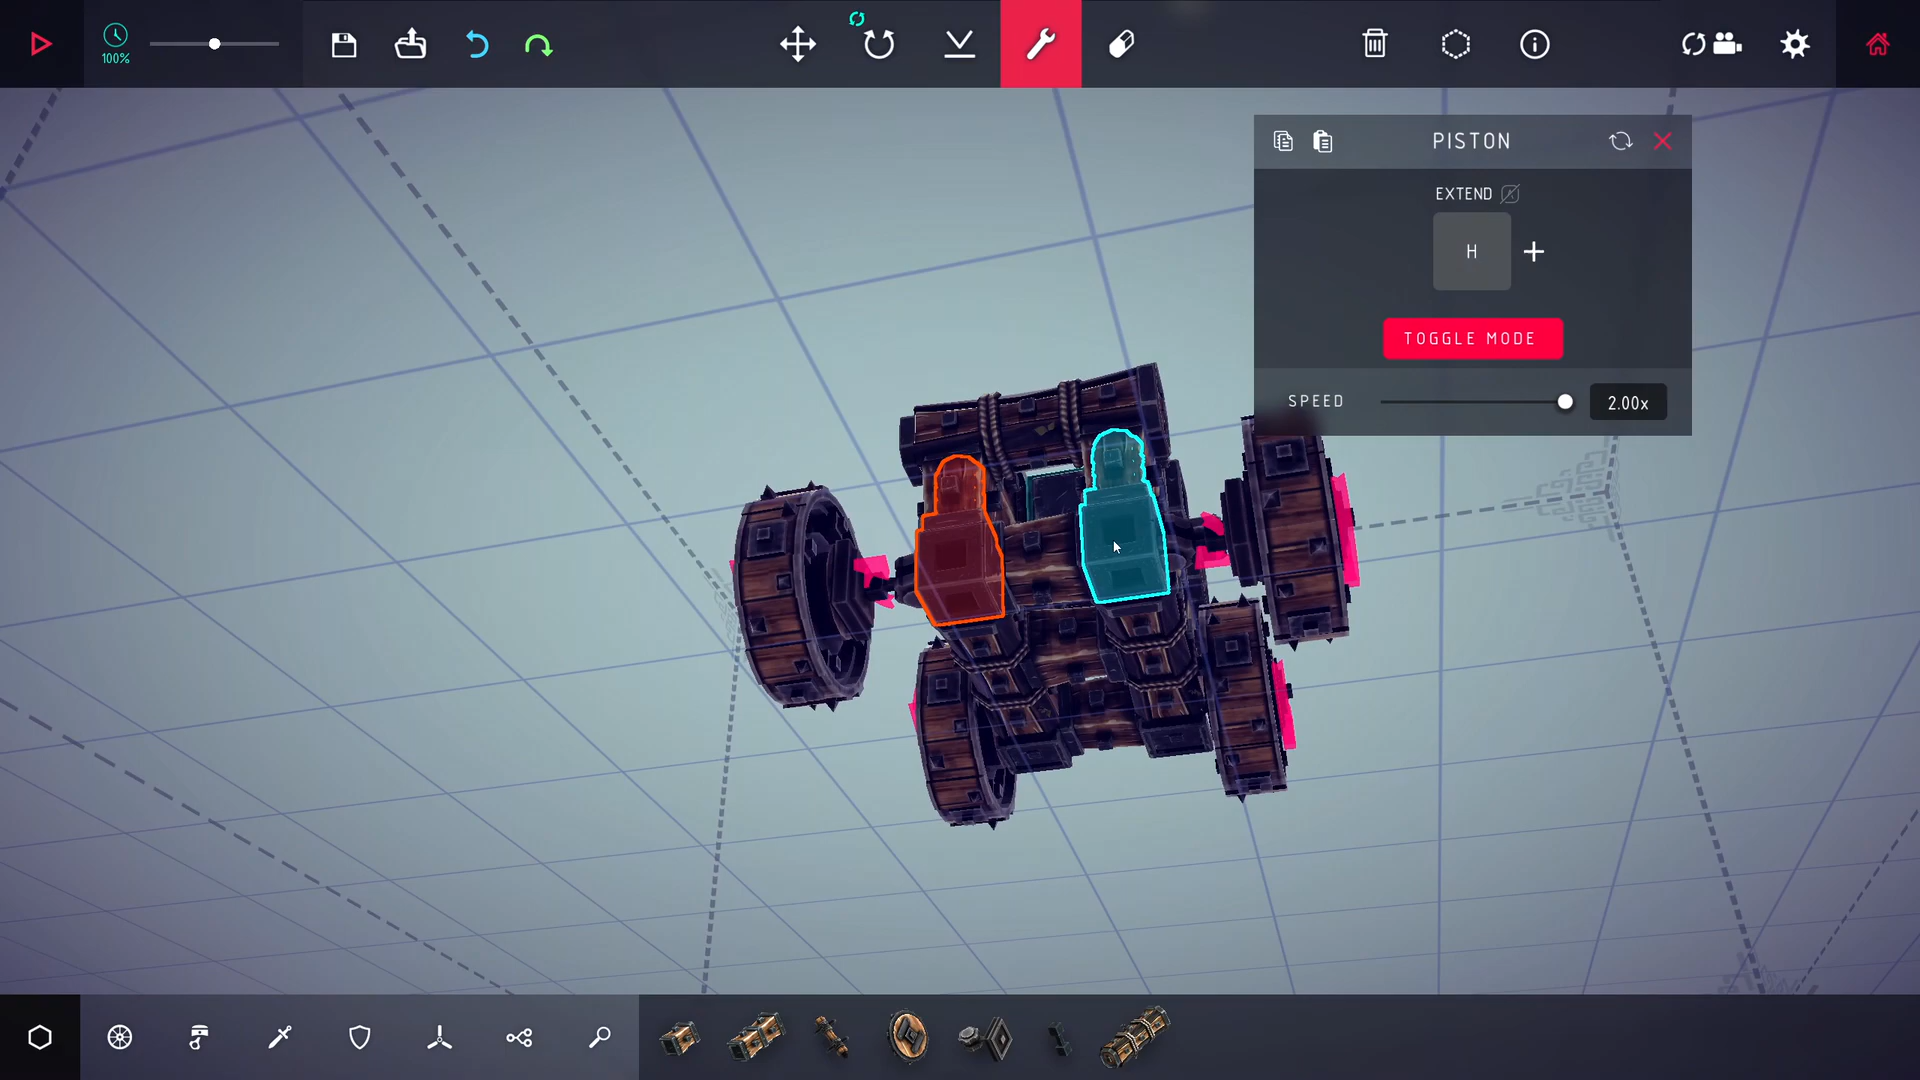 100%
PISTON
EXTEND
H
TOGGLE MODE
SPEED
2.00x